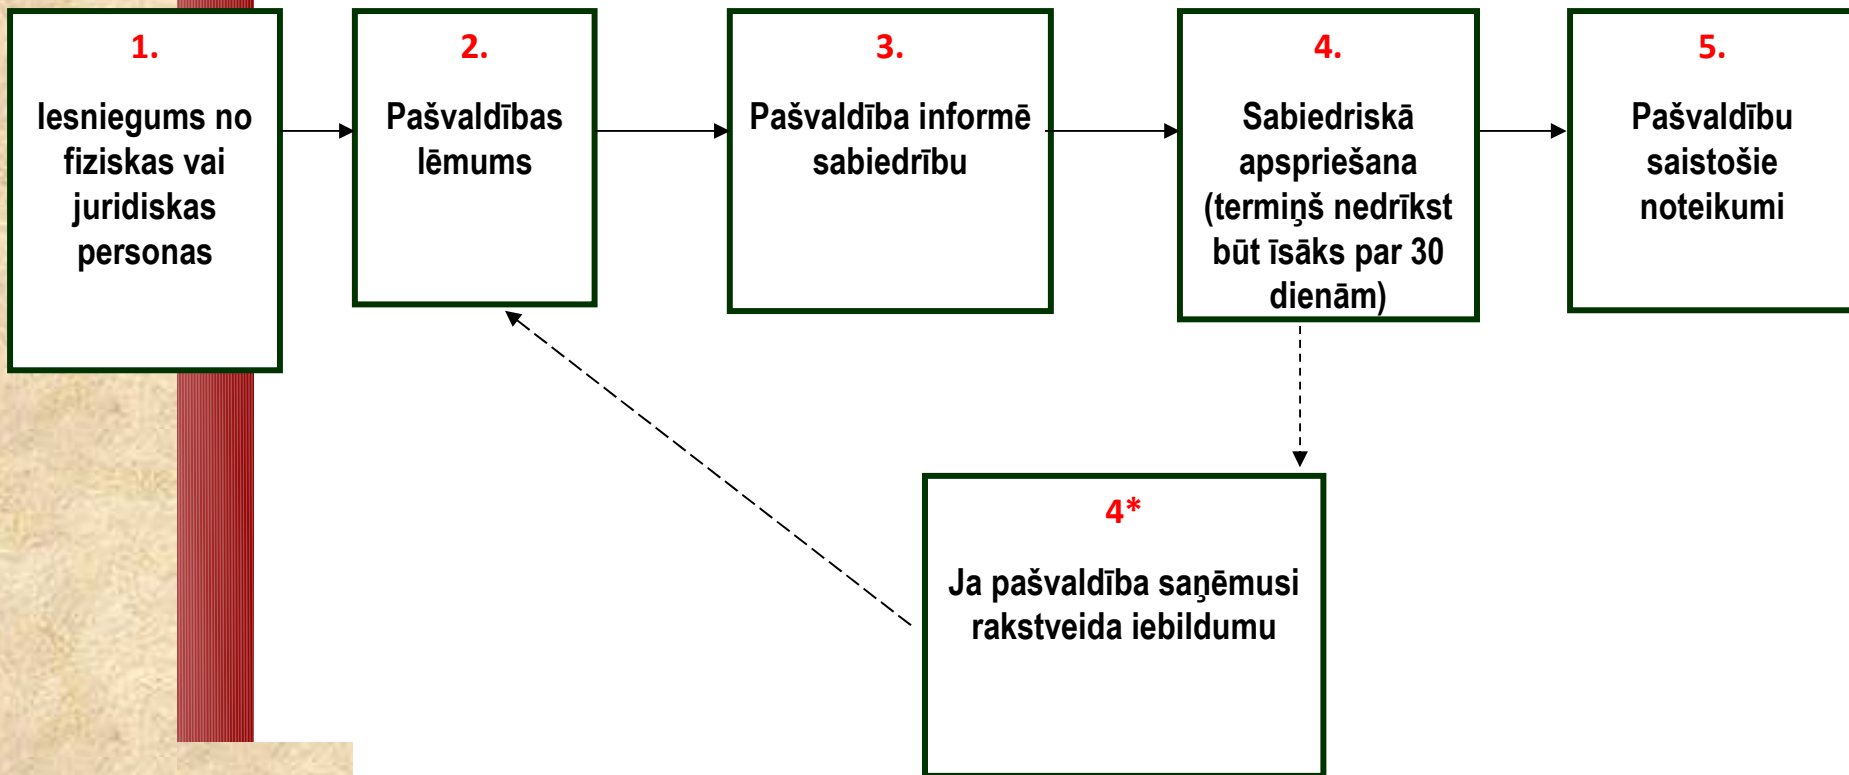 1.
Iesniegums no
fiziskas vai
juridiskas
personas
2.
Pašvaldības
lēmums
3.
Pašvaldība informē
sabiedrību
4.
Sabiedriskā
apspriešana
(termiņš nedrīkst
būt īsāks par 30
dienām)
5.
Pašvaldību
saistošie
noteikumi
4*
Ja pašvaldība saņēmusi
rakstveida iebildumu